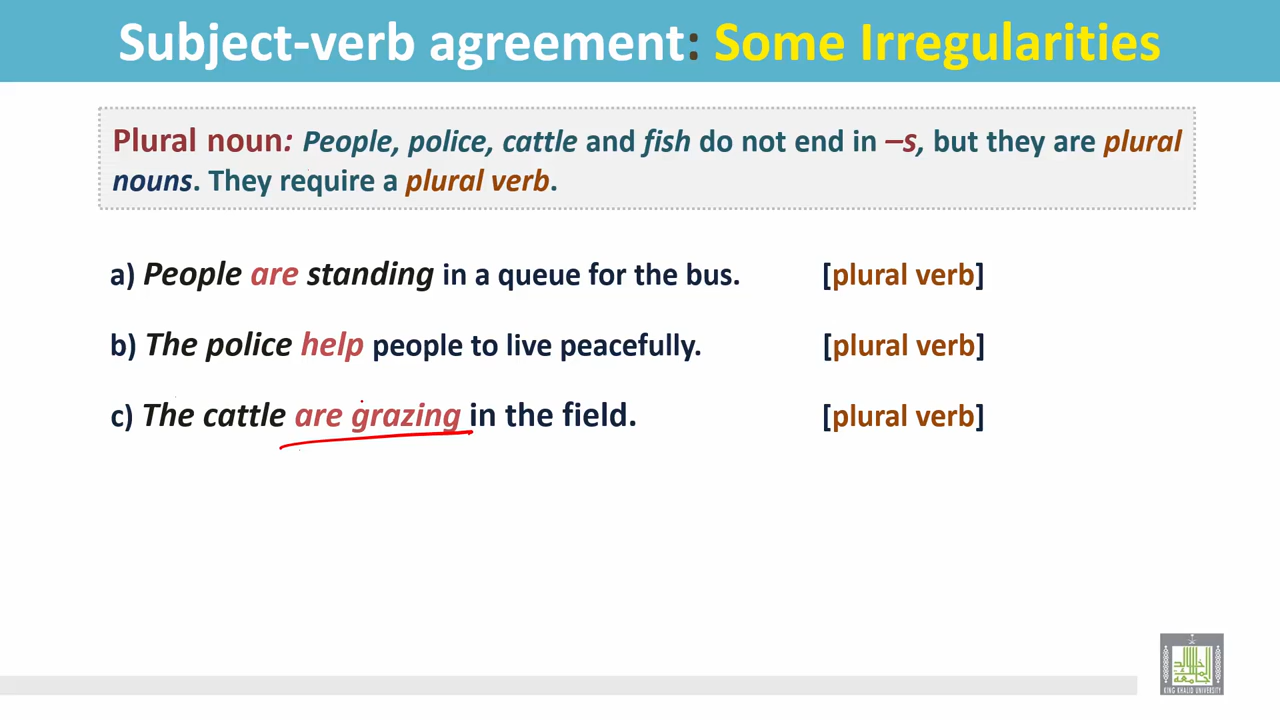 Subject-verb agreement: Some Irregularities
Plural noun: People, police, cattle and fish do not end in –s, but they are plural
nouns. They require a plural verb.
a) People are standing in a queue for the bus. [plural verb]
b) The police help people to live peacefully. [plural verb]
c) The cattle are grazing in the field. [plural verb]
KING KHALID UNIVERSITY